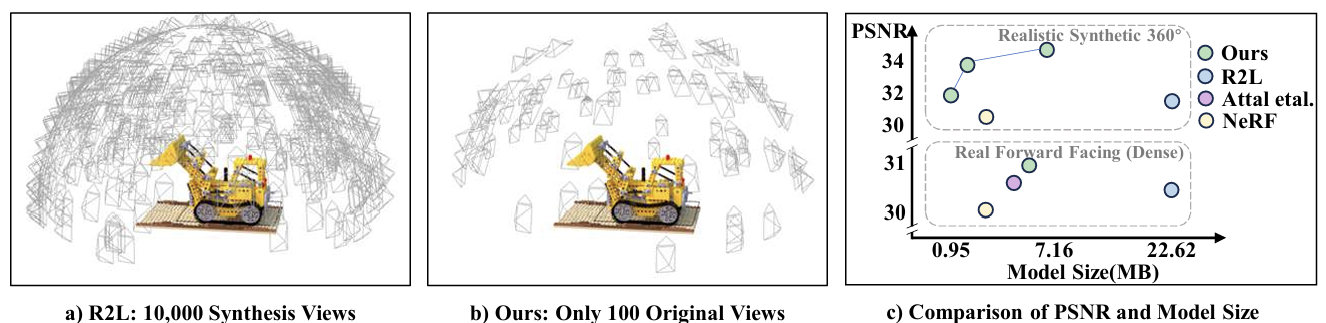 PSNR
Realistic Synthetic 360°
34
32
30
Ours
R2L
Attal etal.
NeRF
Real Forward Facing (Dense)
31
30
0.95 7.16 22.62
Model Size(MB)
a) R2L: 10,000 Synthesis Views
b) Ours: Only 100 Original Views
c) Comparison of PSNR and Model Size